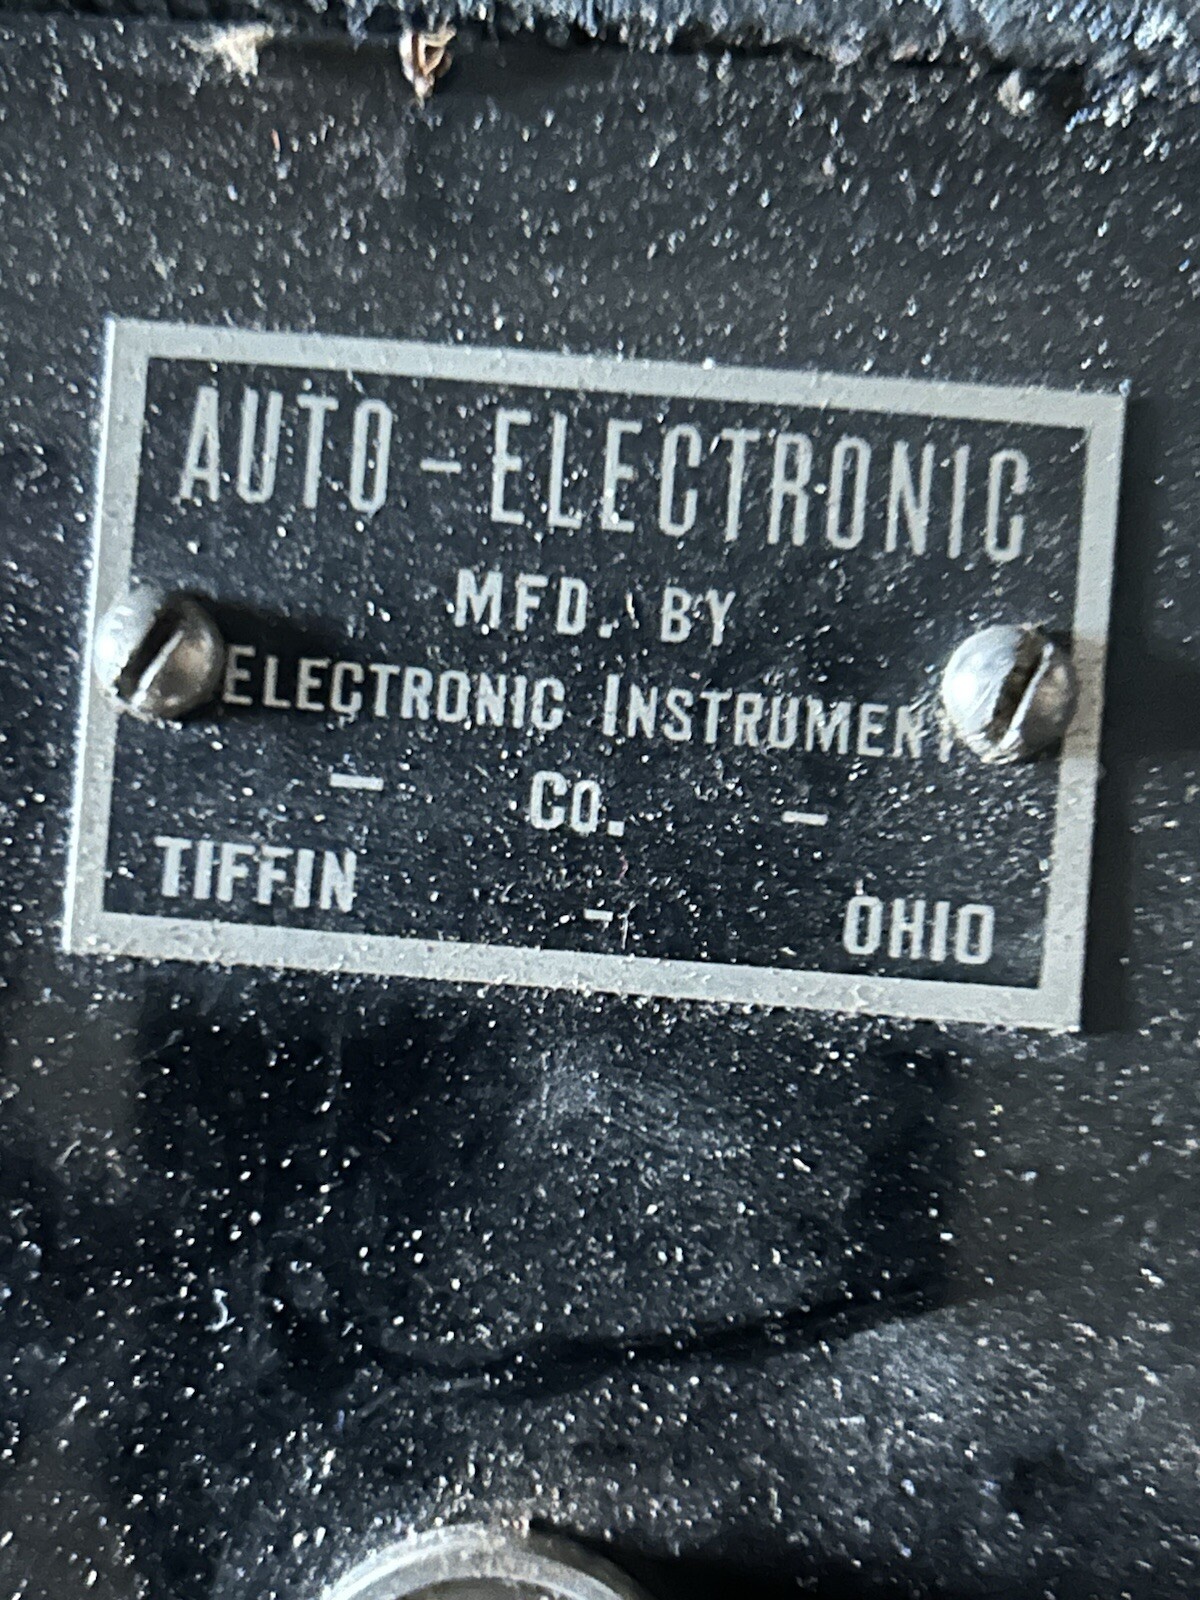 AUTO-ELECTRONIC
MFD. BY
ELECTRONIC INSTRUMENT
- CO. -
TIFFIN - OHIO